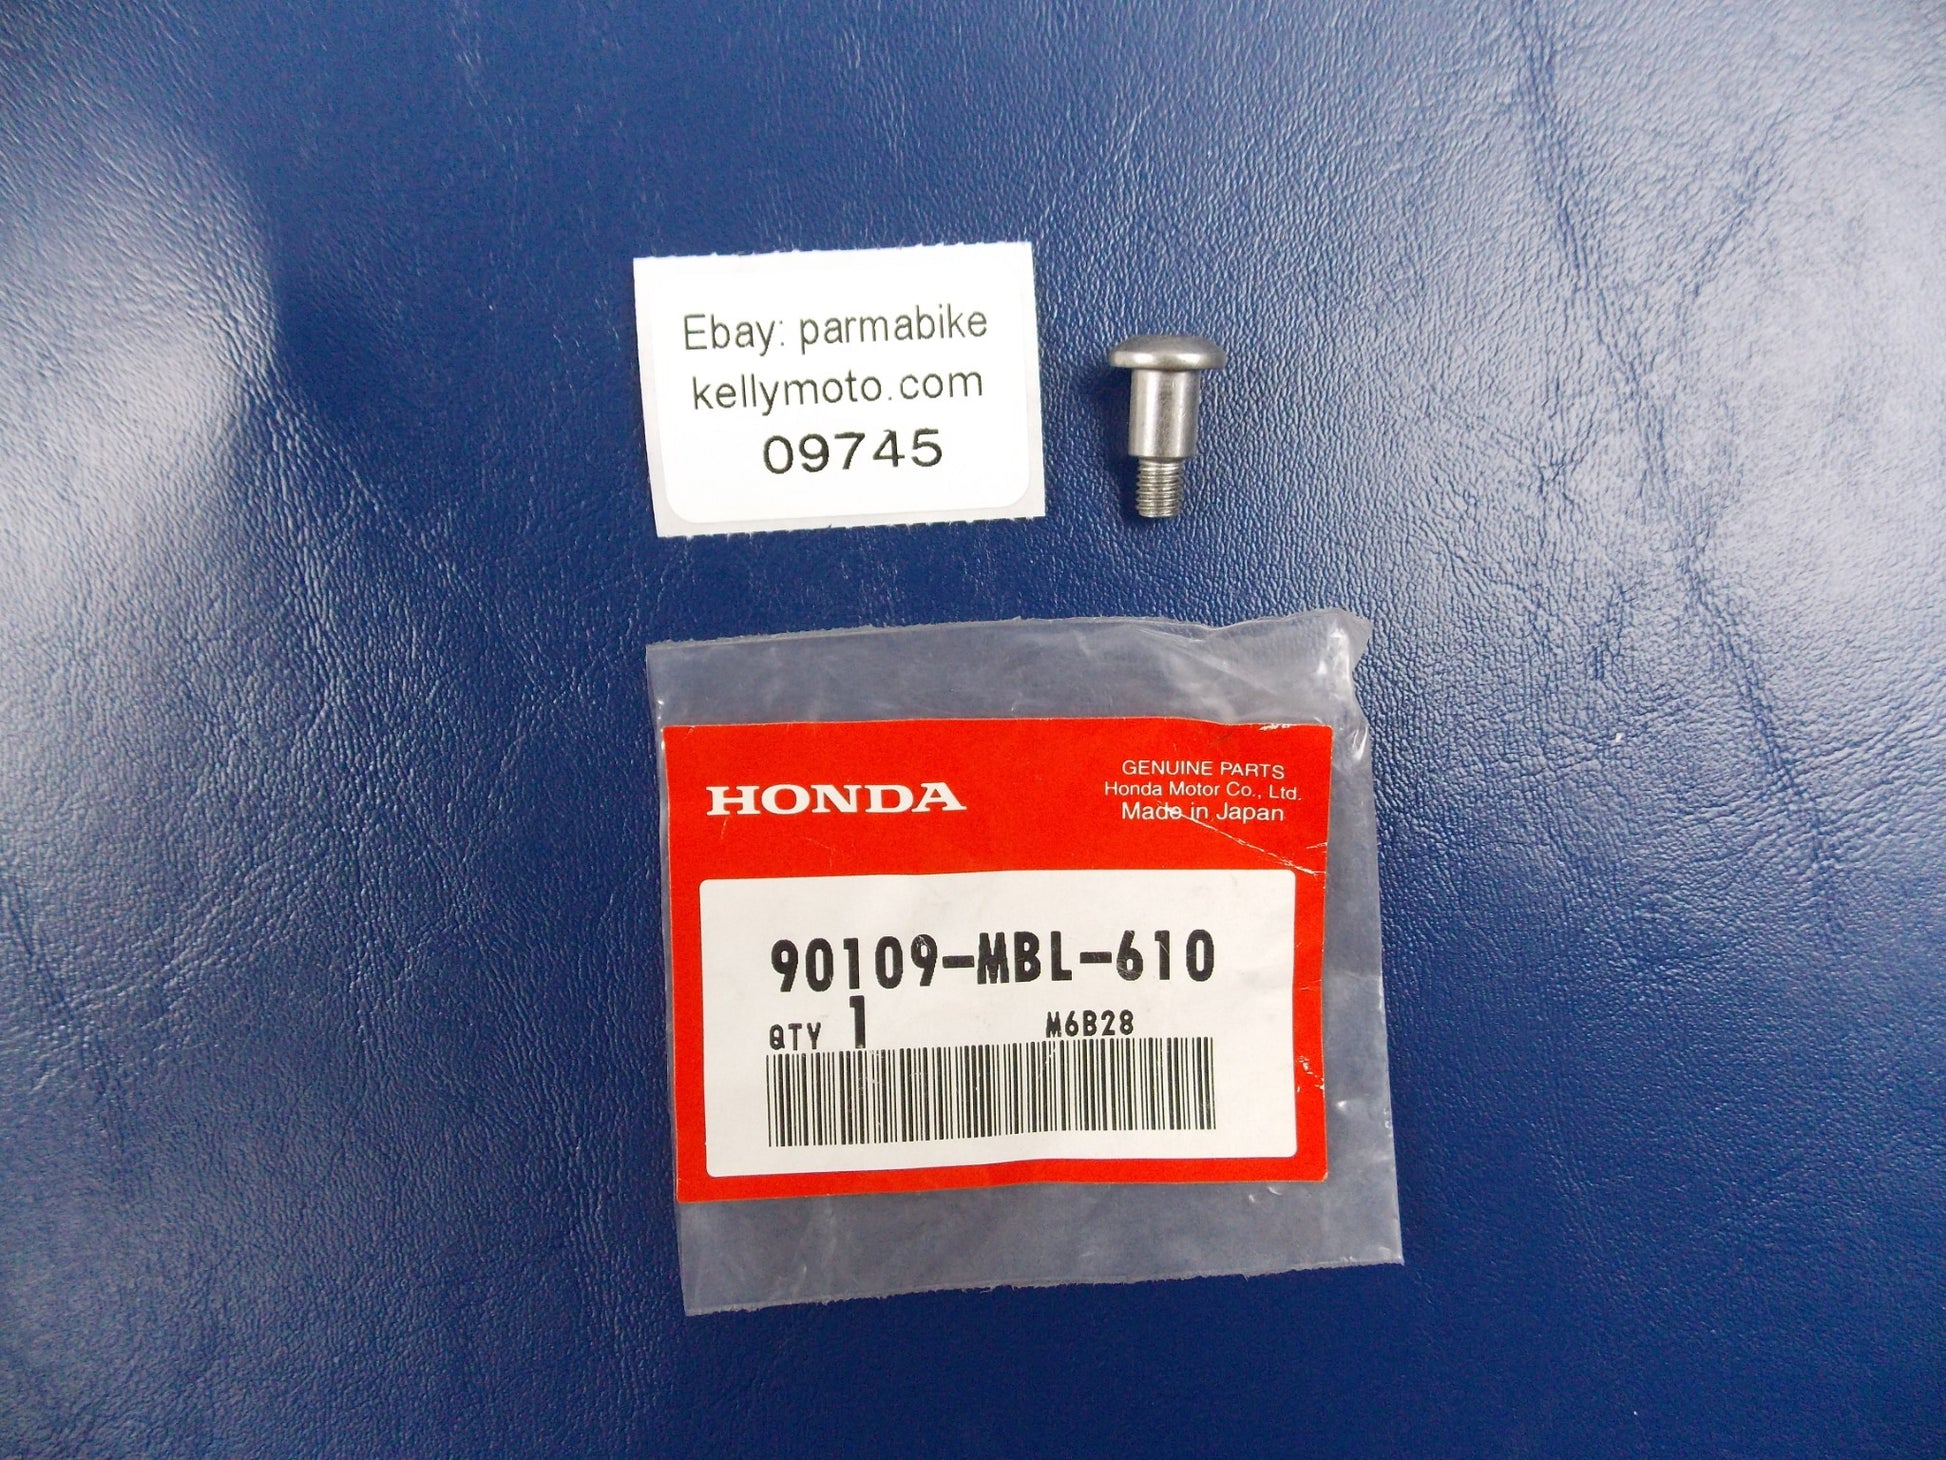 Ebay: parmabike
kellymoto.com
09745
HONDA
GENUINE PARTS
Honda Motor Co., Ltd.
Made in Japan
90109-MBL-610
QTY 1 M6B28